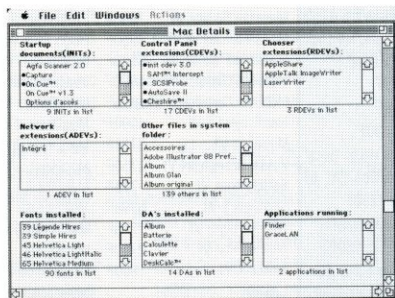 File Edit Windows Actions
Mac Details
Startup documents(INITs):
Agfa Scanner 2.0
●Capture
●On Cue™
On Cue™ v1.3
Options d'accès
9 INITs in list
Control Panel extensions(CDEVs):
●init cdev 3.0
SAM™ Intercept
● SCSIProbe
●AutoSave II
●Cheshire™
17 CDEVs in list
Chooser extensions(RDEVs):
AppleShare
AppleTalk ImageWriter
LaserWriter
3 RDEVs in list
Network extensions(ADEVs):
Intégré
1 ADEV in list
Other files in system folder:
Accessoires
Adobe Illustrator 88 Pref...
Album
Album Glan
Album original
139 others in list
Fonts installed:
39 Légende Hires
39 Simple Hires
45 Helvetica Light
46 Helvetica LightItalic
65 Helvetica Medium
90 fonts in list
DA's installed:
Album
Batterie
Calculette
Clavier
DeskCalc™
14 DAs in list
Applications running:
Finder
GraceLAN
2 applications in list